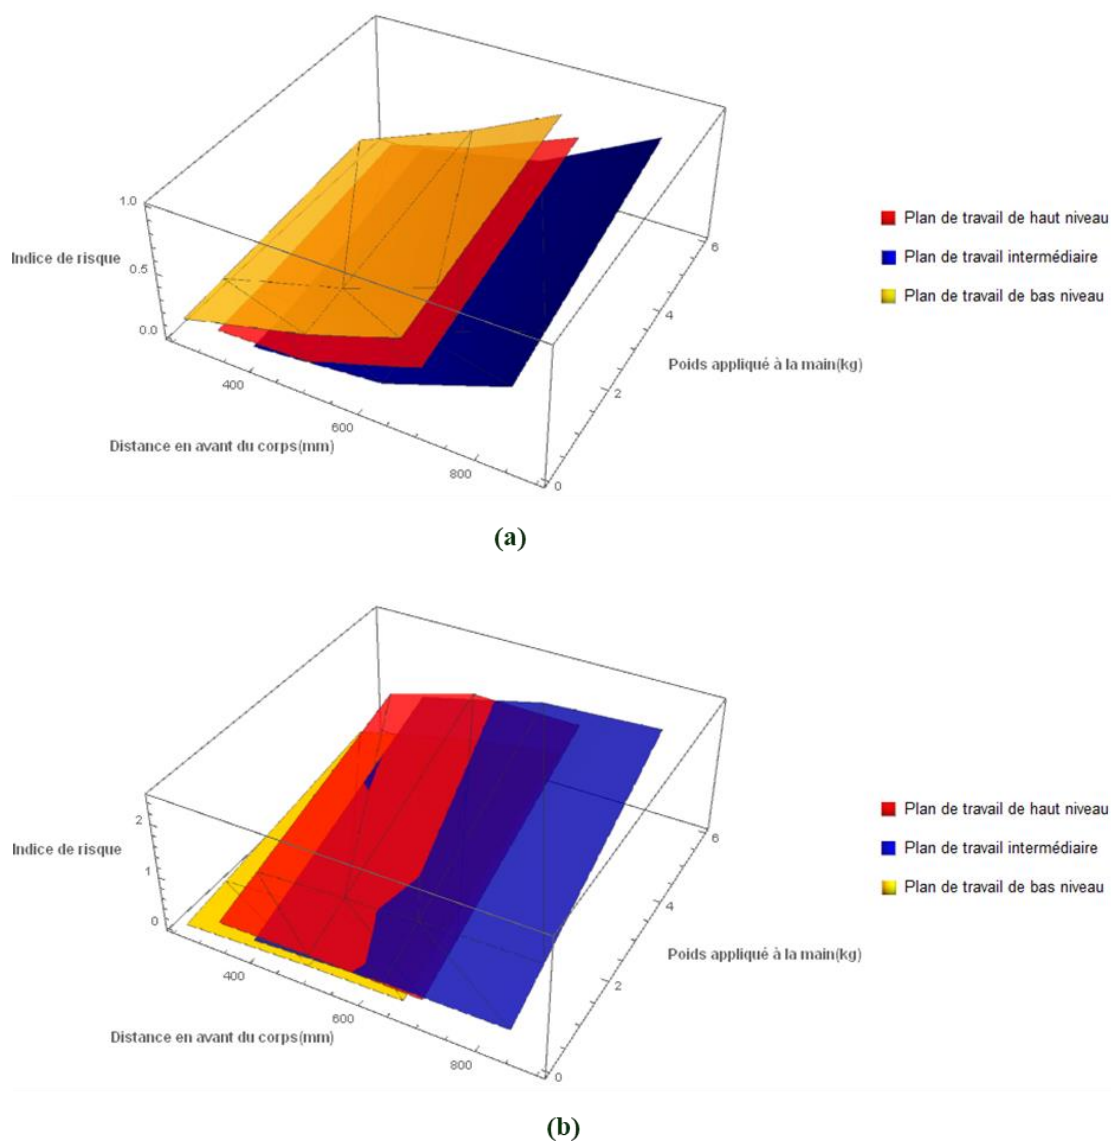 1.0
Indice de risque
0.5
0.0
400
600
800
Distance en avant du corps(mm)
0
2
4
6
Poids appliqué à la main(kg)
Plan de travail de haut niveau
Plan de travail intermédiaire
Plan de travail de bas niveau
(a)
2
Indice de risque
1
0
400
600
800
Distance en avant du corps(mm)
0
2
4
6
Poids appliqué à la main(kg)
Plan de travail de haut niveau
Plan de travail intermédiaire
Plan de travail de bas niveau
(b)